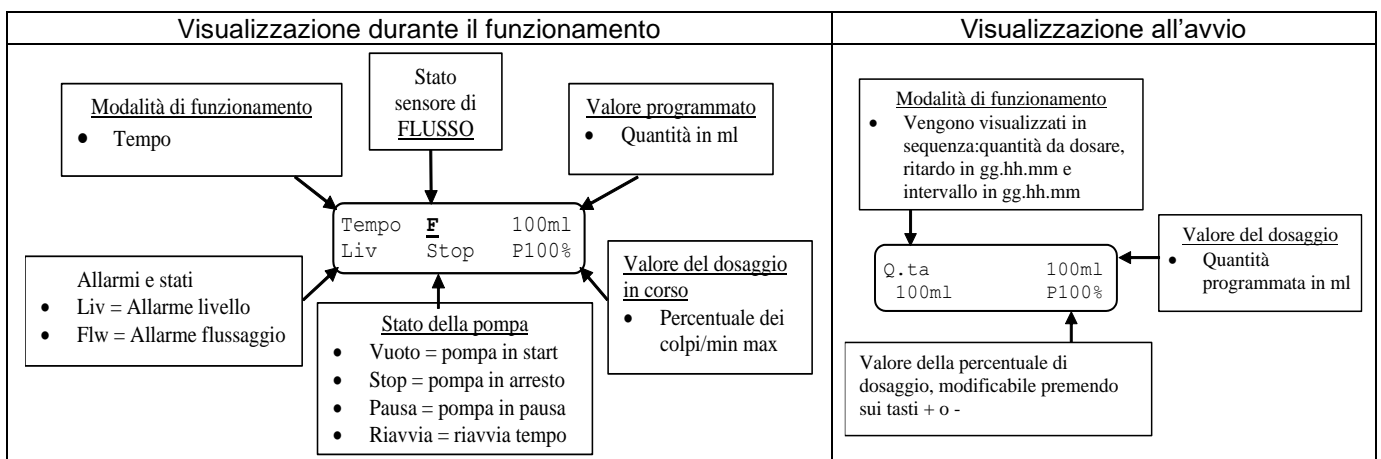 Visualizzazione durante il funzionamento
Visualizzazione all'avvio
Stato
sensore di
FLUSSO
Modalità di funzionamento
• Tempo
Valore programmato
• Quantità in ml
Tempo F 100ml
Liv Stop P100%
Allarmi e stati
• Liv = Allarme livello
• Flw = Allarme flussaggio
Stato della pompa
• Vuoto = pompa in start
• Stop = pompa in arresto
• Pausa = pompa in pausa
• Riavvia = riavvia tempo
Valore del dosaggio
in corso
• Percentuale dei
colpi/min max
Modalità di funzionamento
• Vengono visualizzati in
sequenza:quantità da dosare,
ritardo in gg.hh.mm e
intervallo in gg.hh.mm
Q.ta 100ml
100ml P100%
Valore del dosaggio
• Quantità
programmata in ml
Valore della percentuale di
dosaggio, modificabile premendo
sui tasti + o -